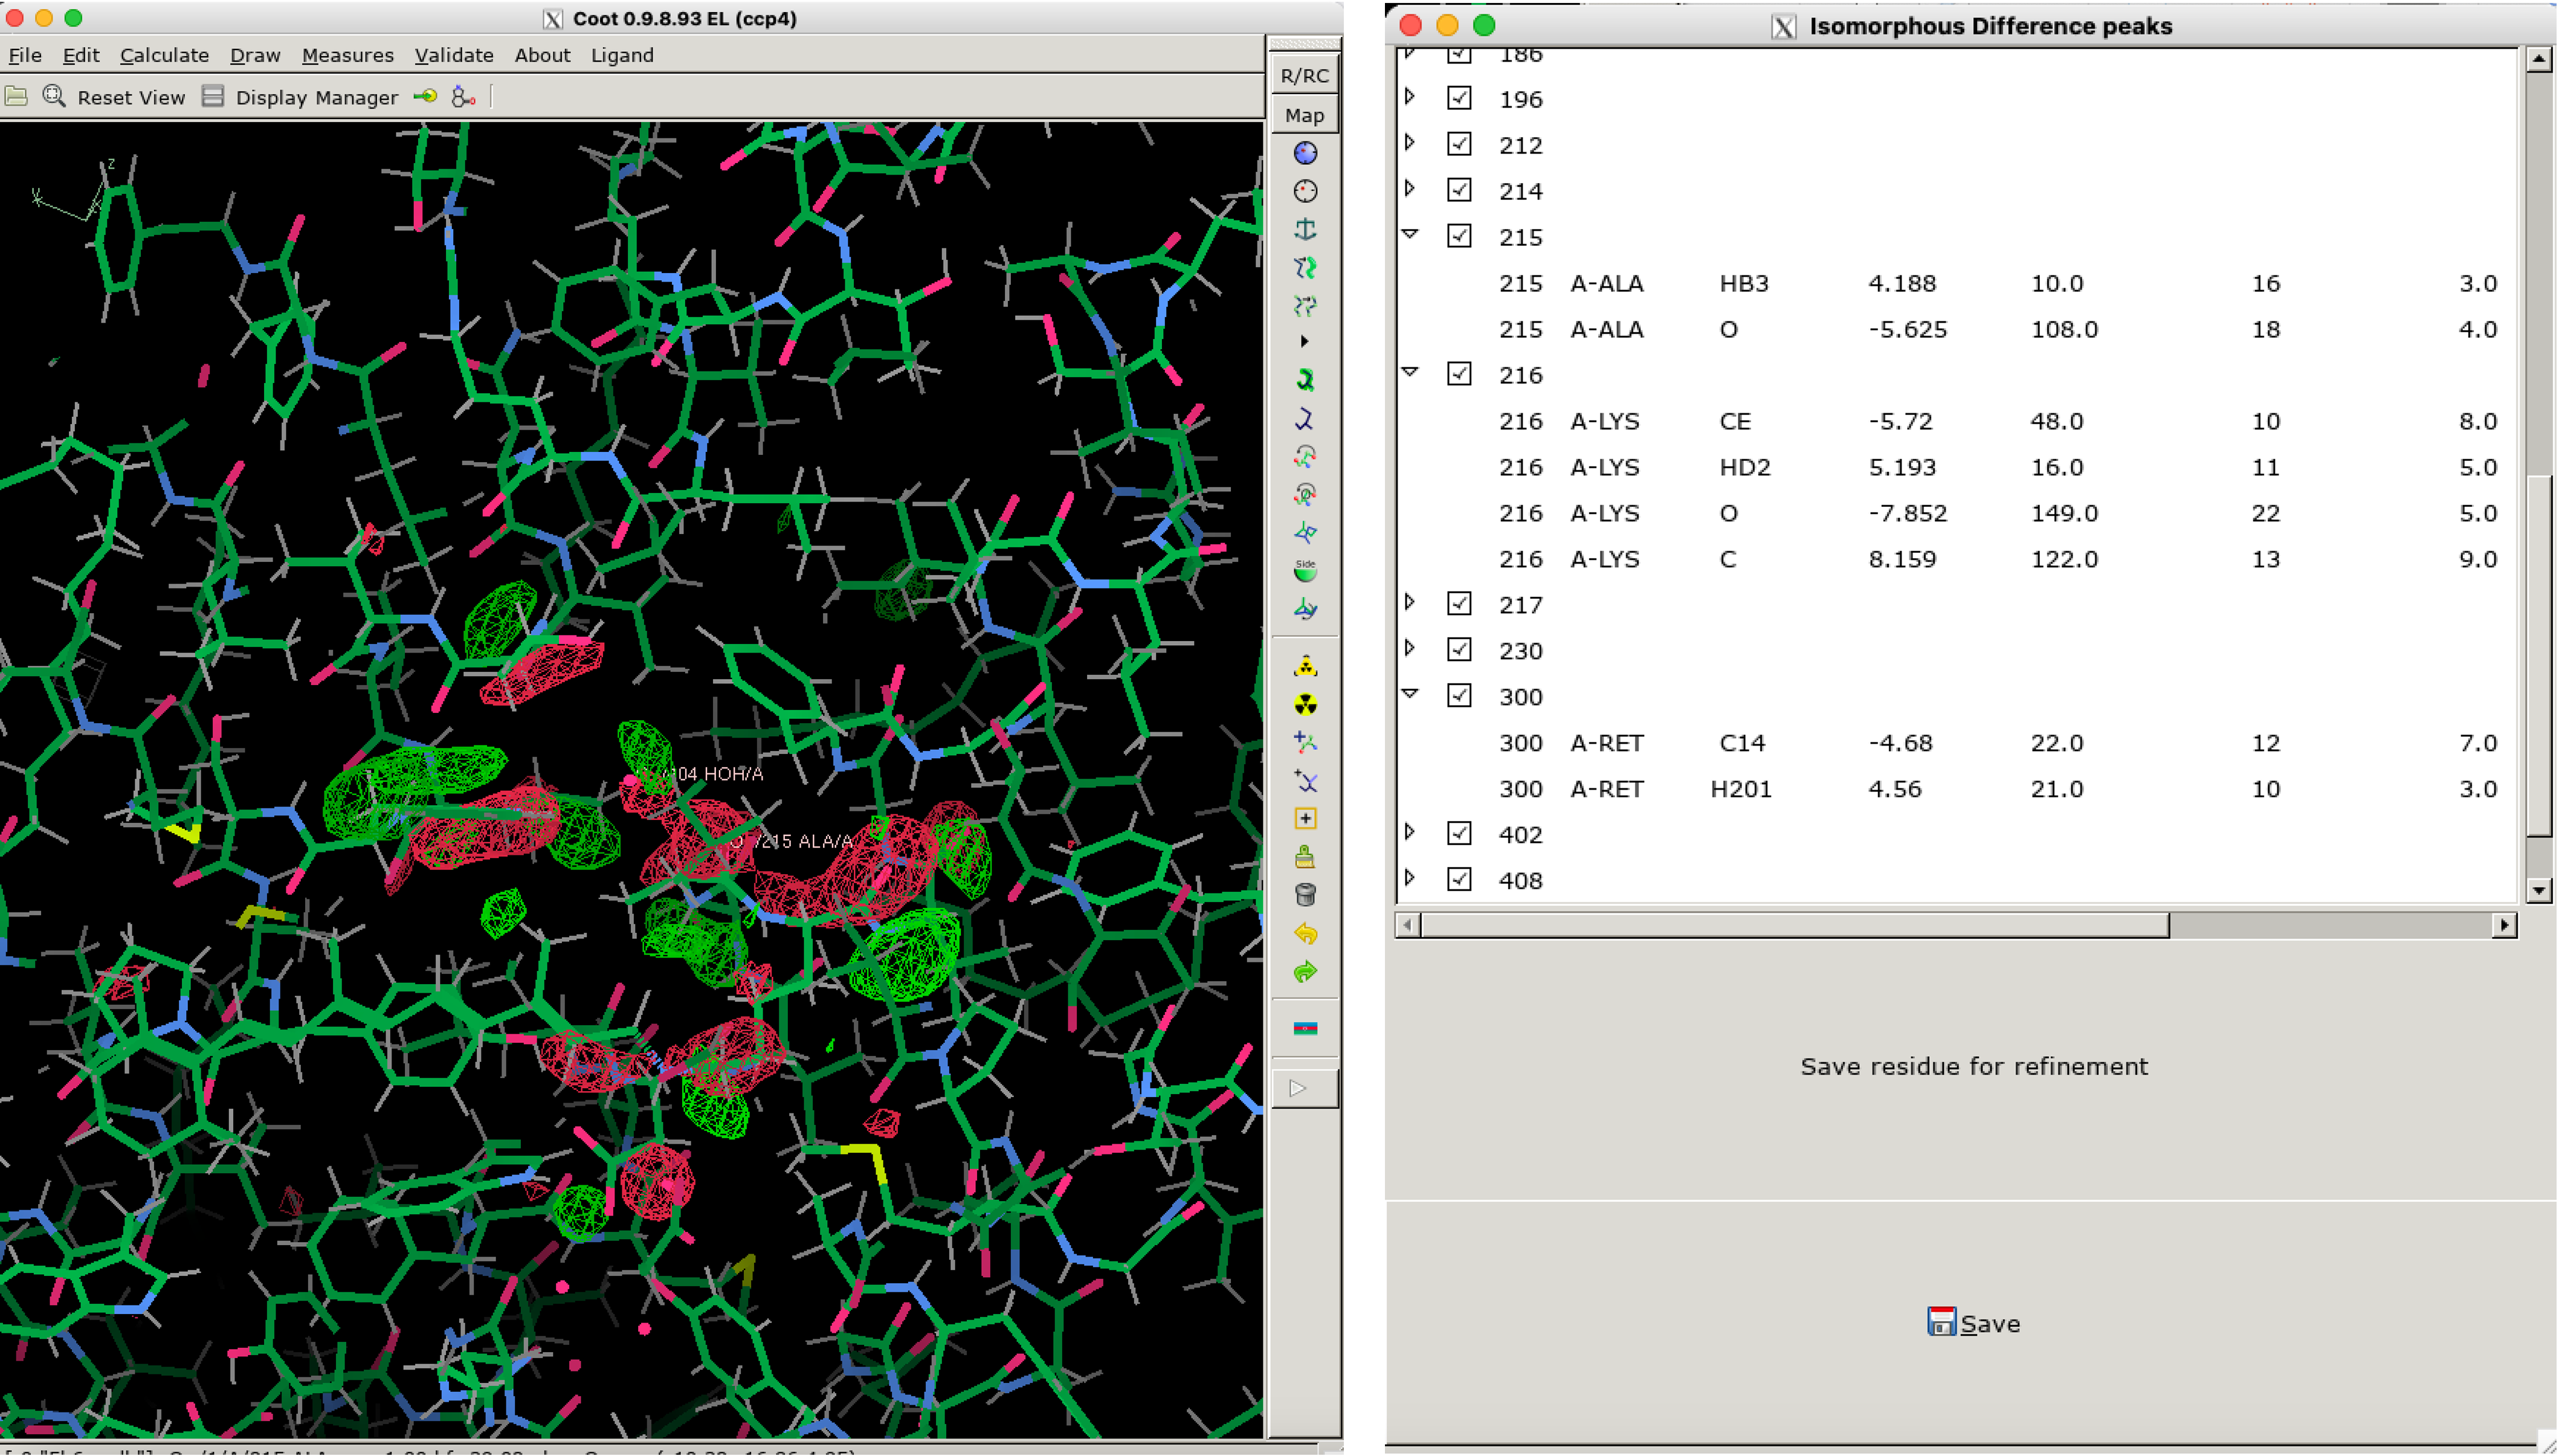 Coot 0.9.8.93 EL (ccp4)
File Edit Calculate Draw Measures Validate About Ligand
Reset View Display Manager
R/RC
Map
Side
z
04 HOH/A
/215 ALA/A
Isomorphous Difference peaks
186
196
212
214
215
215 A-ALA HB3 4.188 10.0 16 3.0
215 A-ALA O -5.625 108.0 18 4.0
216
216 A-LYS CE -5.72 48.0 10 8.0
216 A-LYS HD2 5.193 16.0 11 5.0
216 A-LYS O -7.852 149.0 22 5.0
216 A-LYS C 8.159 122.0 13 9.0
217
230
300
300 A-RET C14 -4.68 22.0 12 7.0
300 A-RET H201 4.56 21.0 10 3.0
402
408
Save residue for refinement
Save